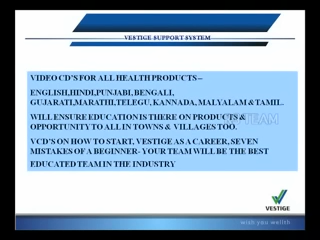 VESTIGE SUPPORT SYSTEM
VIDEO CD'S FOR ALL HEALTH PRODUCTS –
ENGLISH,HINDI,PUNJABI,BENGALI,
GUJARATI,MARATHI,TELEGU, KANNADA, MALYALAM & TAMIL.
WILL ENSURE EDUCATION IS THERE ON PRODUCTS &
OPPORTUNITY TO ALL IN TOWNS & VILLAGES TOO.
VCD'S ON HOW TO START, VESTIGE AS A CAREER, SEVEN
MISTAKES OF A BEGINNER- YOUR TEAM WILL BE THE BEST
EDUCATED TEAM IN THE INDUSTRY
VESTIGE
wish you wellth